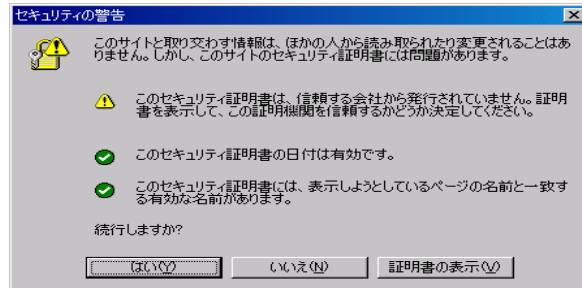 セキュリティの警告
このサイトと取り交わす情報は、ほかの人から読み取られたり変更されることはあ
りません。しかし、このサイトのセキュリティ証明書には問題があります。
このセキュリティ証明書は、信頼する会社から発行されていません。証明
書を表示して、この証明機関を信頼するかどうか決定してください。
このセキュリティ証明書の日付は有効です。
このセキュリティ証明書には、表示しようとしているページの名前と一致す
る有効な名前があります。
続行しますか?
はい(Y)
いいえ(N)
証明書の表示(V)